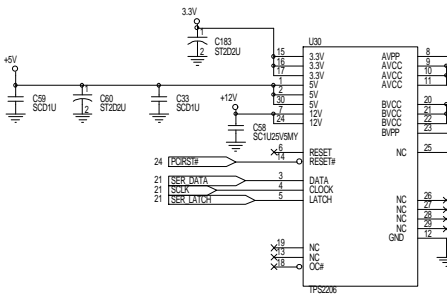 3.3V
C183
ST2D2U
+5V
C59
SCD1U
C60
ST2D2U
C33
SCD1U
+12V
C58
SC1U25V5MY
U30
15 3.3V
16 3.3V
17 3.3V
1 5V
2 5V
30 5V
7 12V
24 12V
6 RESET
24 PCIRST# 14 RESET#
21 SER_DATA 3 DATA
21 SCLK 4 CLOCK
21 SER_LATCH 5 LATCH
19 NC
13 NC
18 OC#
AVPP 8
AVCC 9
AVCC 10
AVCC 11
BVCC 20
BVCC 21
BVCC 22
BVPP 23
NC 25
NC 26
NC 27
NC 28
NC 29
GND 12
TPS2206